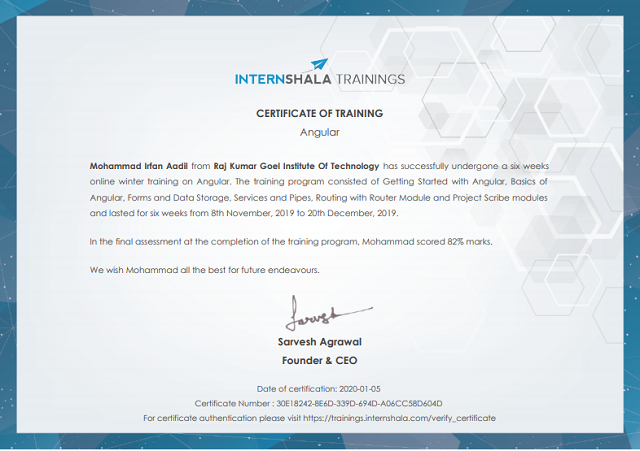 INTERNSHALA TRAININGS
CERTIFICATE OF TRAINING
Angular
Mohammad Irfan Aadil from Raj Kumar Goel Institute Of Technology has successfully undergone a six weeks
online winter training on Angular. The training program consisted of Getting Started with Angular, Basics of
Angular, Forms and Data Storage, Services and Pipes, Routing with Router Module and Project Scribe modules
and lasted for six weeks from 8th November, 2019 to 20th December, 2019.
In the final assessment at the completion of the training program, Mohammad scored 82% marks.
We wish Mohammad all the best for future endeavours.
Sarvesh
Sarvesh Agrawal
Founder & CEO
Date of certification: 2020-01-05
Certificate Number : 30E18242-8E6D-339D-694D-A06CC58D604D
For certificate authentication please visit https://trainings.internshala.com/verify_certificate